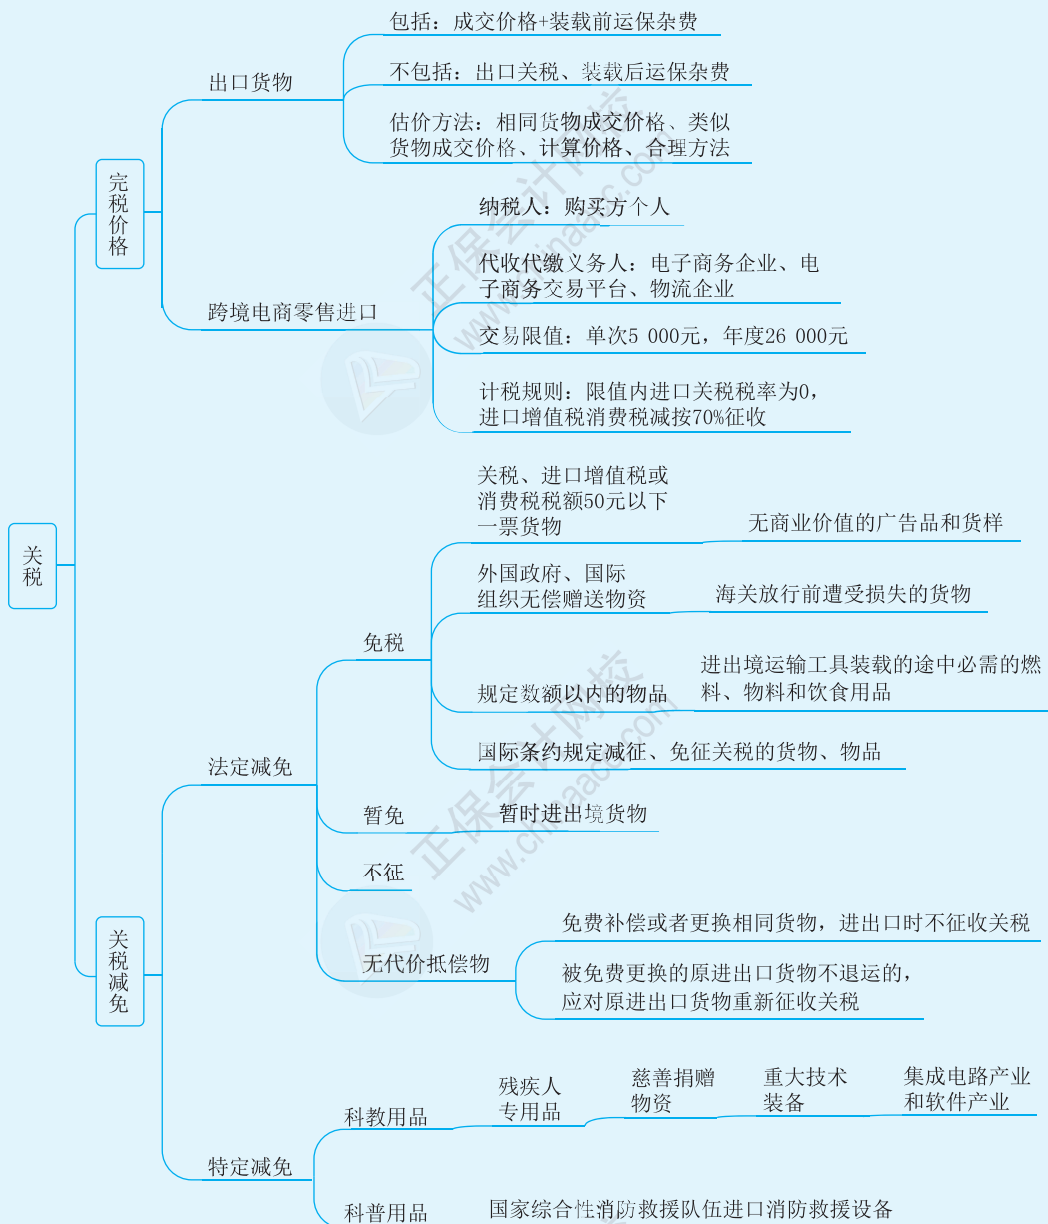 关税
完税价格
出口货物
包括：成交价格+装载前运保杂费
不包括：出口关税、装载后运保杂费
估价方法：相同货物成交价格、类似
货物成交价格、计算价格、合理方法
跨境电商零售进口
纳税人：购买方个人
代收代缴义务人：电子商务企业、电
子商务交易平台、物流企业
交易限值：单次5 000元，年度26 000元
计税规则：限值内进口关税税率为0，
进口增值税消费税减按70%征收
关税减免
法定减免
免税
关税、进口增值税或
消费税税额50元以下
一票货物
无商业价值的广告品和货样
外国政府、国际
组织无偿赠送物资
海关放行前遭受损失的货物
规定数额以内的物品
进出境运输工具装载的途中必需的燃
料、物料和饮食用品
国际条约规定减征、免征关税的货物、物品
暂免
暂时进出境货物
不征
无代价抵偿物
免费补偿或者更换相同货物，进出口时不征收关税
被免费更换的原进出口货物不退运的，
应对原进出口货物重新征收关税
特定减免
科教用品
残疾人
专用品
慈善捐赠
物资
重大技术
装备
集成电路产业
和软件产业
科普用品
国家综合性消防救援队伍进口消防救援设备
正保会计网校
www.chinaacc.com
正保会计网校
www.chinaacc.com